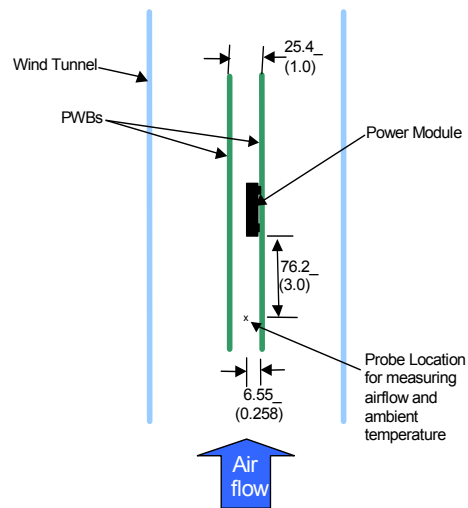 25.4_
(1.0)
Wind Tunnel
PWBs
Power Module
76.2_
(3.0)
x
Probe Location
for measuring
airflow and
ambient
temperature
6.55_
(0.258)
Air
flow